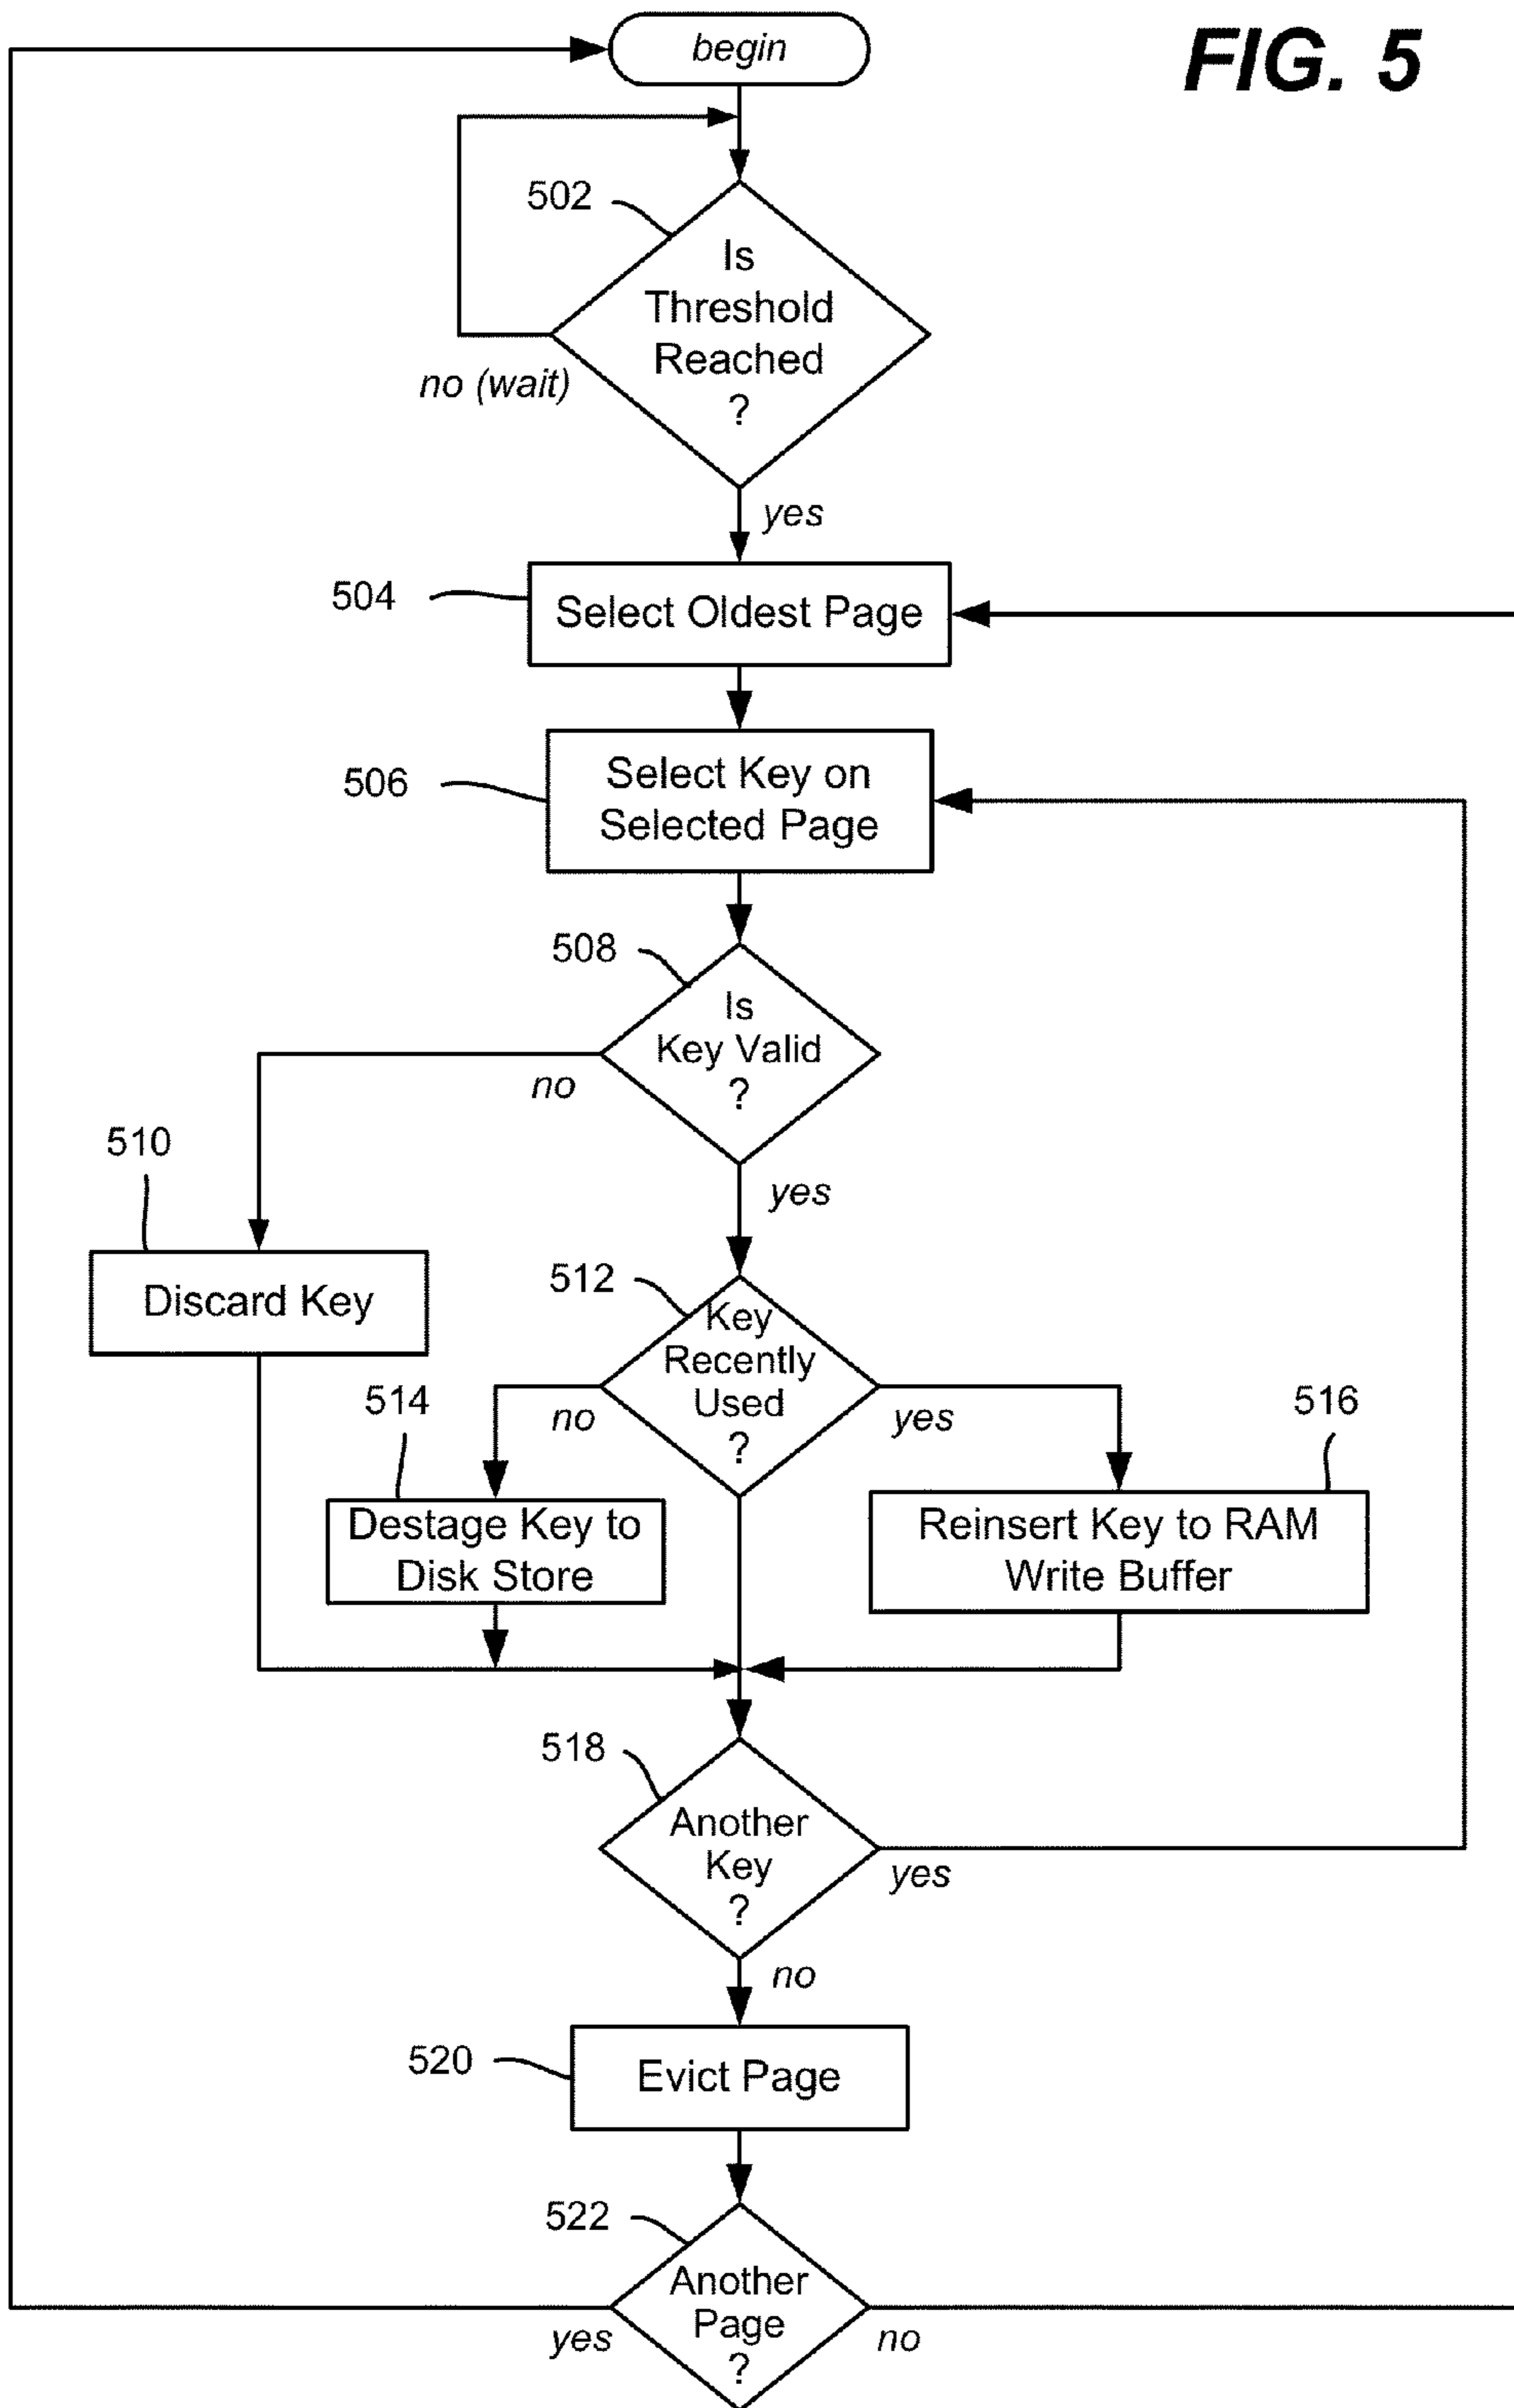 FIG. 5
begin
502
Is
Threshold
Reached
?
no (wait)
yes
504
Select Oldest Page
506
Select Key on
Selected Page
508
Is
Key Valid
?
no
yes
510
Discard Key
512
Key
Recently
Used
?
no
yes
514
Destage Key to
Disk Store
516
Reinsert Key to RAM
Write Buffer
518
Another
Key
?
yes
no
520
Evict Page
522
Another
Page
?
yes
no